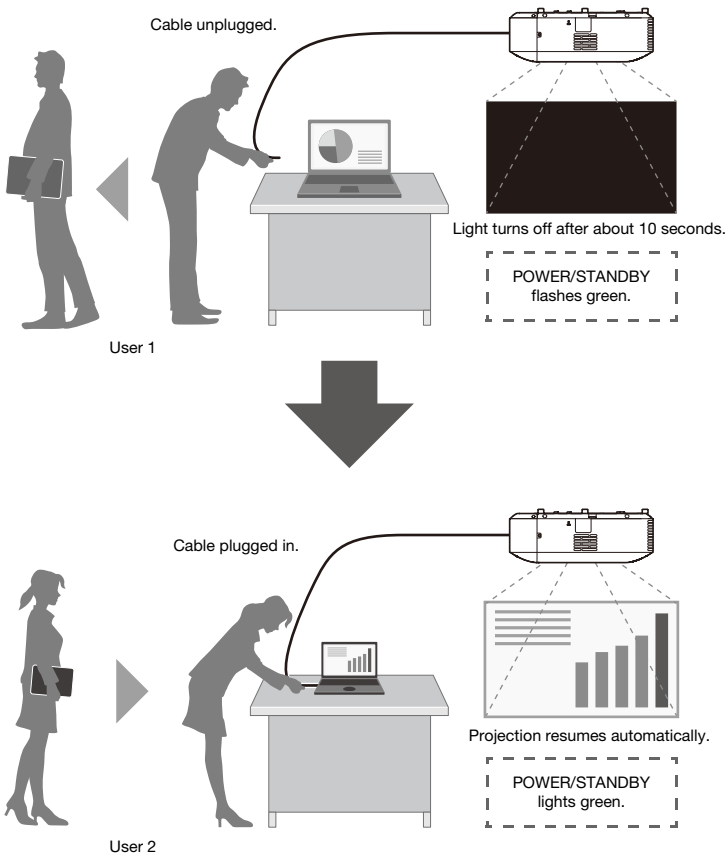 Cable unplugged.
Light turns off after about 10 seconds.
POWER/STANDBY
flashes green.
User 1
Cable plugged in.
Projection resumes automatically.
POWER/STANDBY
lights green.
User 2